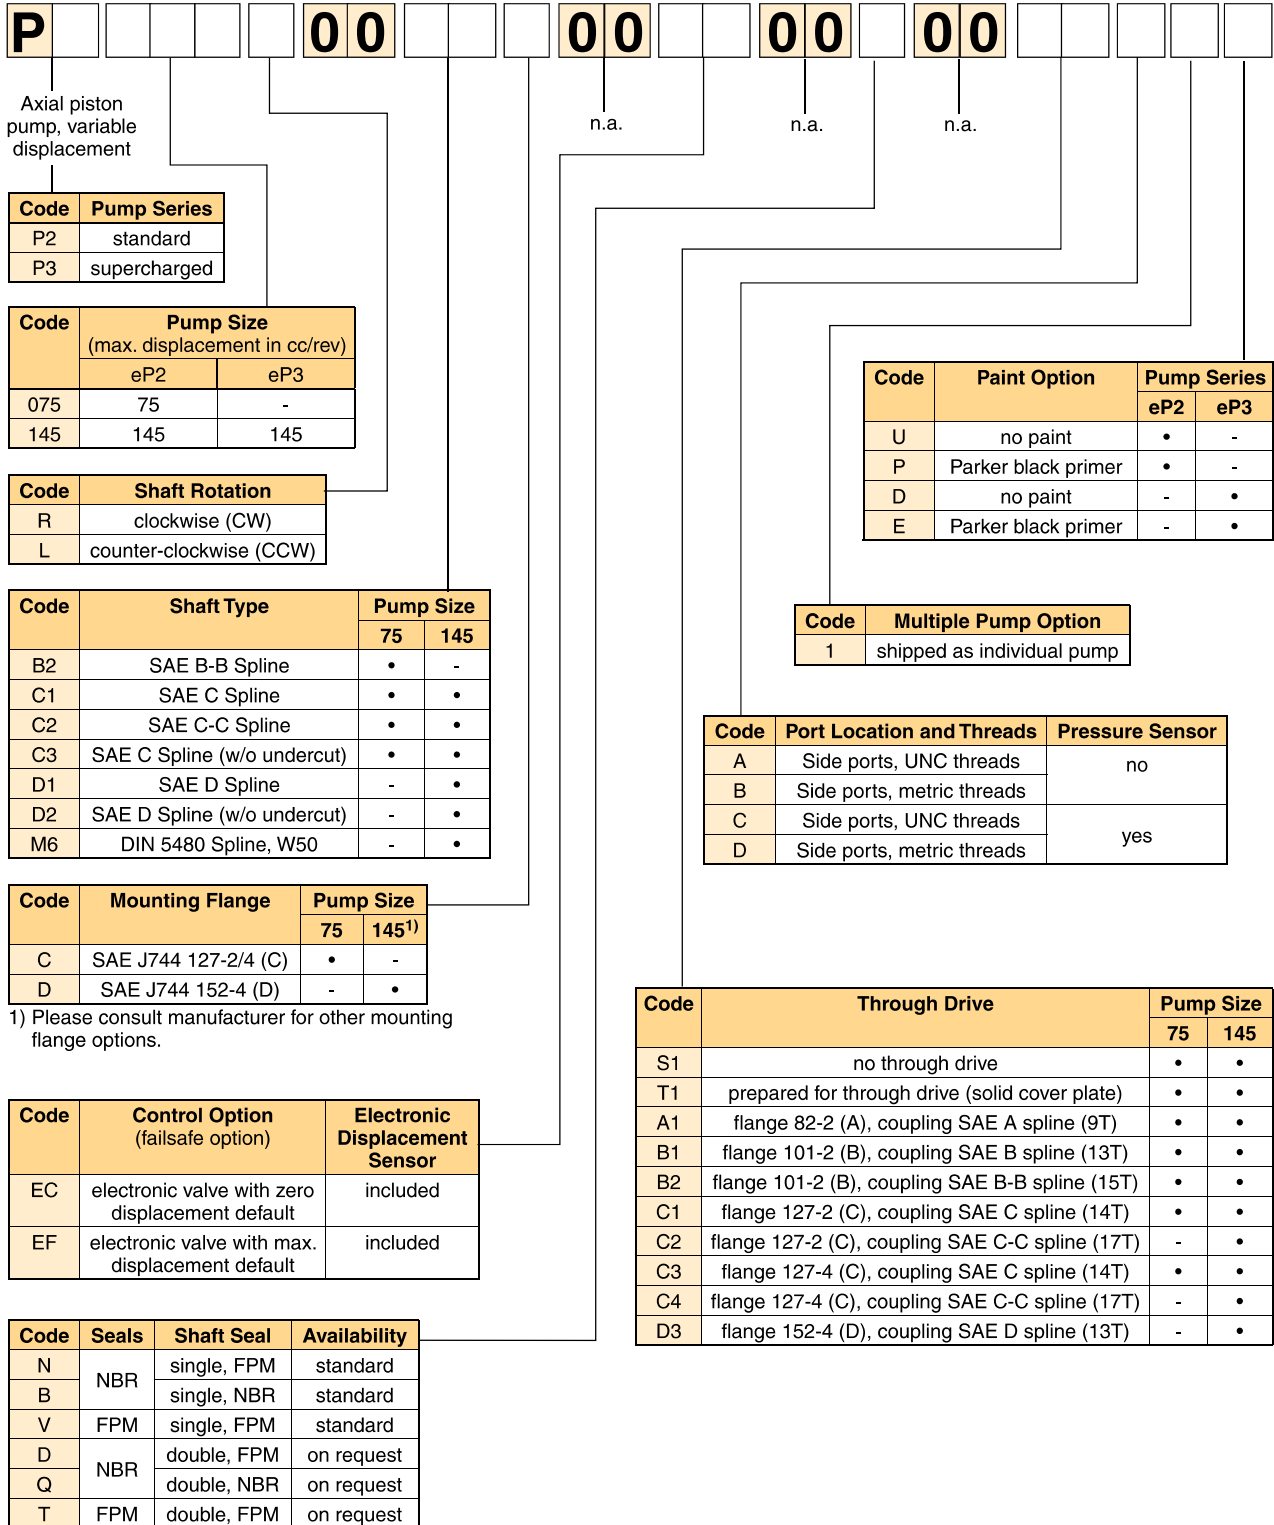 P 00 00 00 00
Axial piston
pump, variable
displacement
n.a.
n.a.
n.a.
Code Pump Series
P2 standard
P3 supercharged
Code Pump Size
(max. displacement in cc/rev)
eP2 eP3
075 75 -
145 145 145
Code Shaft Rotation
R clockwise (CW)
L counter-clockwise (CCW)
Code Shaft Type Pump Size
75 145
B2 SAE B-B Spline • -
C1 SAE C Spline • •
C2 SAE C-C Spline • •
C3 SAE C Spline (w/o undercut) • •
D1 SAE D Spline - •
D2 SAE D Spline (w/o undercut) - •
M6 DIN 5480 Spline, W50 - •
Code Mounting Flange Pump Size
75 145 1)
C SAE J744 127-2/4 (C) • -
D SAE J744 152-4 (D) - •
1) Please consult manufacturer for other mounting
flange options.
Code Control Option Electronic
(failsafe option) Displacement
Sensor
EC electronic valve with zero included
displacement default
EF electronic valve with max. included
displacement default
Code Seals Shaft Seal Availability
N NBR single, FPM standard
B single, NBR standard
V FPM single, FPM standard
D NBR double, FPM on request
Q double, NBR on request
T FPM double, FPM on request
Code Paint Option Pump Series
eP2 eP3
U no paint • -
P Parker black primer • -
D no paint - •
E Parker black primer - •
Code Multiple Pump Option
1 shipped as individual pump
Code Port Location and Threads Pressure Sensor
A Side ports, UNC threads no
B Side ports, metric threads
C Side ports, UNC threads yes
D Side ports, metric threads
Code Through Drive Pump Size
75 145
S1 no through drive • •
T1 prepared for through drive (solid cover plate) • •
A1 flange 82-2 (A), coupling SAE A spline (9T) • •
B1 flange 101-2 (B), coupling SAE B spline (13T) • •
B2 flange 101-2 (B), coupling SAE B-B spline (15T) • •
C1 flange 127-2 (C), coupling SAE C spline (14T) • •
C2 flange 127-2 (C), coupling SAE C-C spline (17T) - •
C3 flange 127-4 (C), coupling SAE C spline (14T) • •
C4 flange 127-4 (C), coupling SAE C-C spline (17T) - •
D3 flange 152-4 (D), coupling SAE D spline (13T) - •